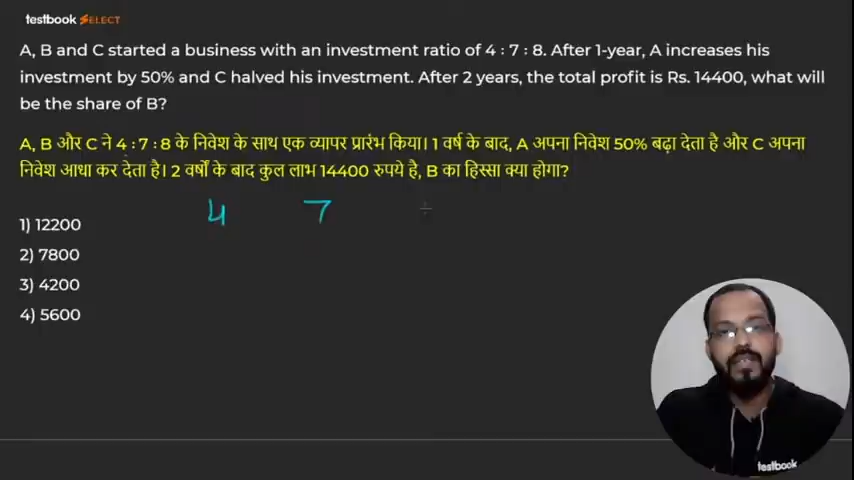 testbook SELECT
A, B and C started a business with an investment ratio of 4 : 7 : 8. After 1-year, A increases his
investment by 50% and C halved his investment. After 2 years, the total profit is Rs. 14400, what will
be the share of B?
A, B और C ने 4 : 7 : 8 के निवेश के साथ एक व्यापर प्रारंभ किया। 1 वर्ष के बाद, A अपना निवेश 50% बढ़ा देता है और C अपना
निवेश आधा कर देता है। 2 वर्षों के बाद कुल लाभ 14400 रुपये है, B का हिस्सा क्या होगा?
4 7
1) 12200
2) 7800
3) 4200
4) 5600
testbook